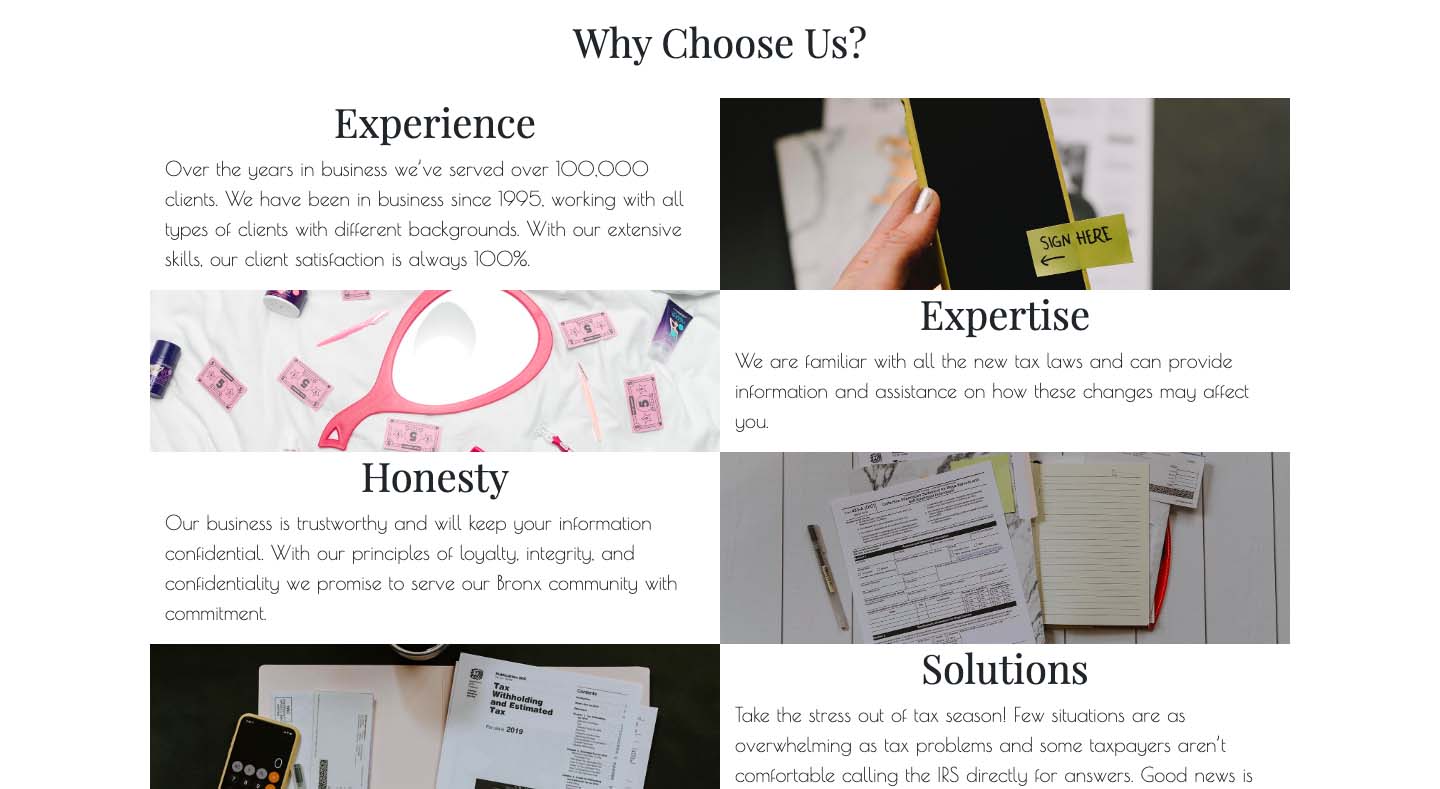 Why Choose Us?
Experience
Over the years in business we've served over 100,000
clients. We have been in business since 1995, working with all
types of clients with different backgrounds. With our extensive
skills, our client satisfaction is always 100%.
SIGN HERE
Expertise
We are familiar with all the new tax laws and can provide
information and assistance on how these changes may affect
you.
5
5
5
5
5
Honesty
Our business is trustworthy and will keep your information
confidential. With our principles of loyalty, integrity, and
confidentiality we promise to serve our Bronx community with
commitment.
Tax
Withholding
and Estimated
Tax
For use in 2019
Contents
Solutions
Take the stress out of tax season! Few situations are as
overwhelming as tax problems and some taxpayers aren't
comfortable calling the IRS directly for answers. Good news is